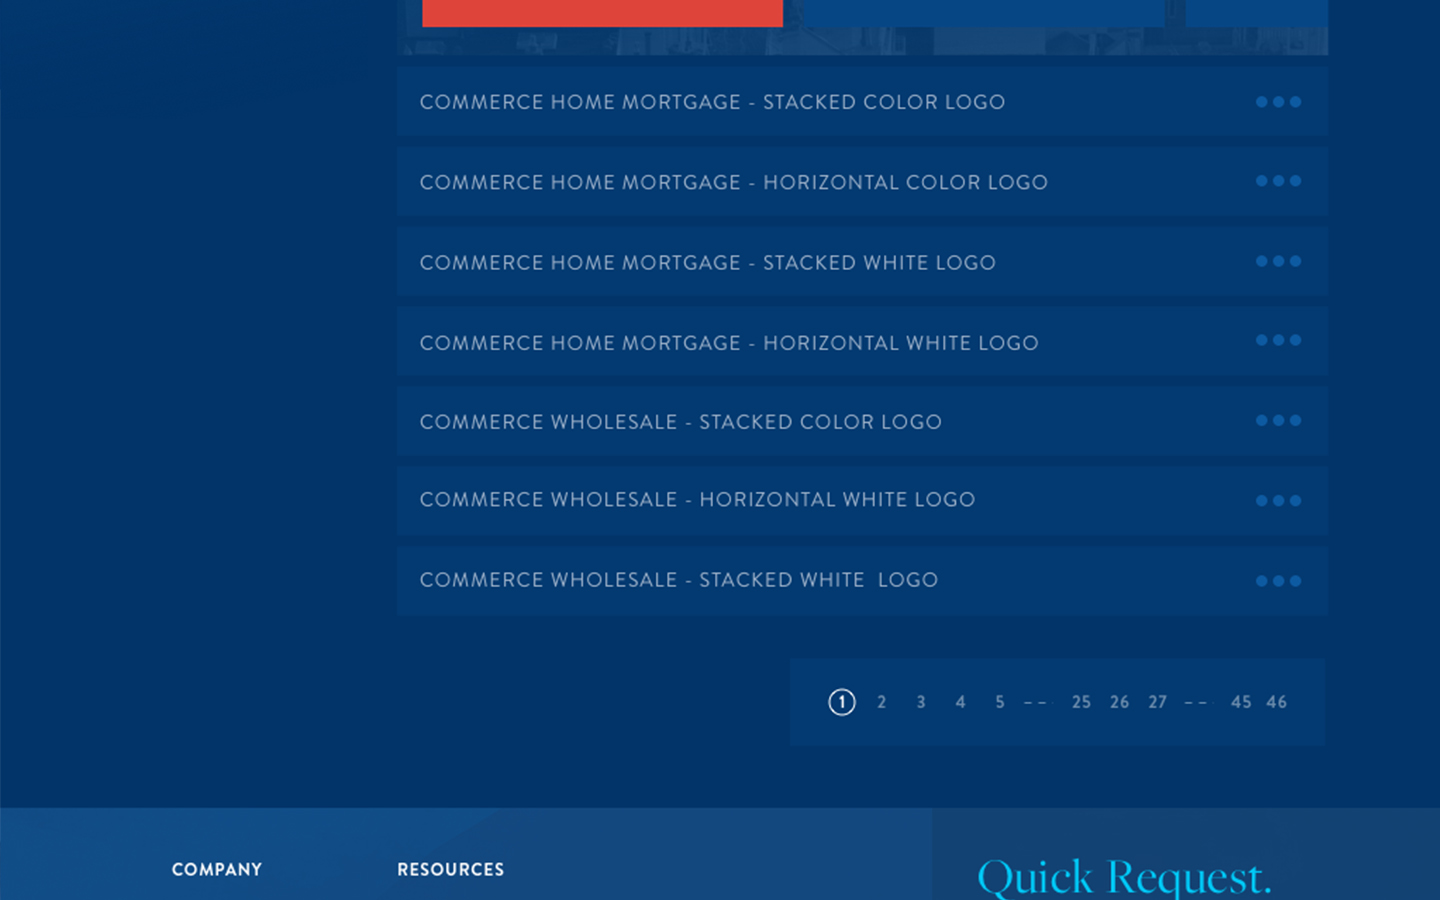 COMMERCE HOME MORTGAGE - STACKED COLOR LOGO
COMMERCE HOME MORTGAGE - HORIZONTAL COLOR LOGO
COMMERCE HOME MORTGAGE - STACKED WHITE LOGO
COMMERCE HOME MORTGAGE - HORIZONTAL WHITE LOGO
COMMERCE WHOLESALE - STACKED COLOR LOGO
COMMERCE WHOLESALE - HORIZONTAL WHITE LOGO
COMMERCE WHOLESALE - STACKED WHITE  LOGO
1 2 3 4 5 -- 25 26 27 -- 45 46
COMPANY RESOURCES
Quick Request.